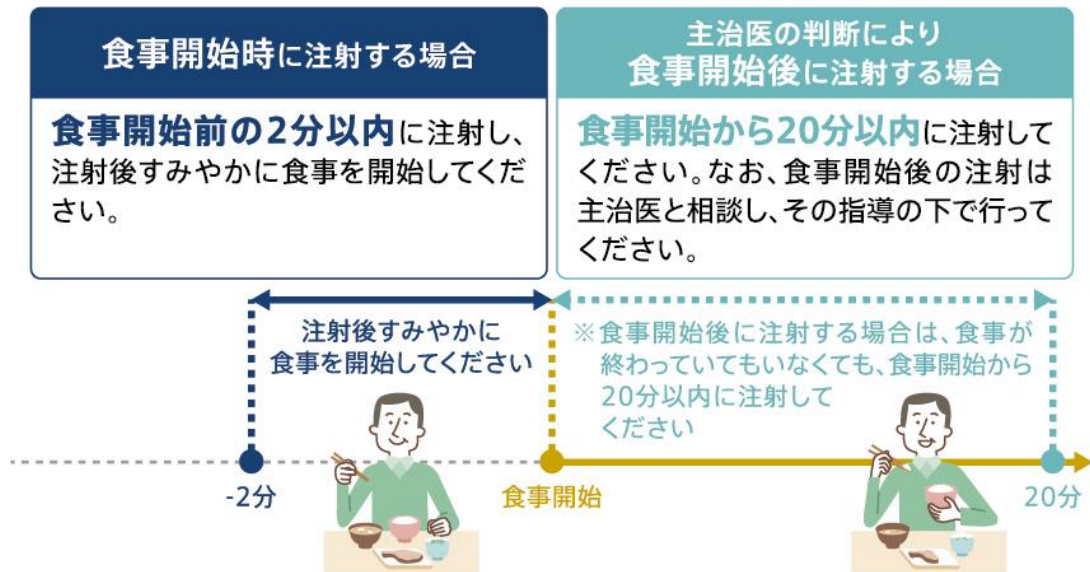 食事開始時に注射する場合
食事開始前の2分以内に注射し、
注射後すみやかに食事を開始してくだ
さい。
主治医の判断により
食事開始後に注射する場合
食事開始から20分以内に注射して
ください。なお、食事開始後の注射は
主治医と相談し、その指導の下で行って
ください。
注射後すみやかに
食事を開始してください
※食事開始後に注射する場合は、食事が
終わっていてもいなくても、食事開始から
20分以内に注射して
ください
-2分
食事開始
20分